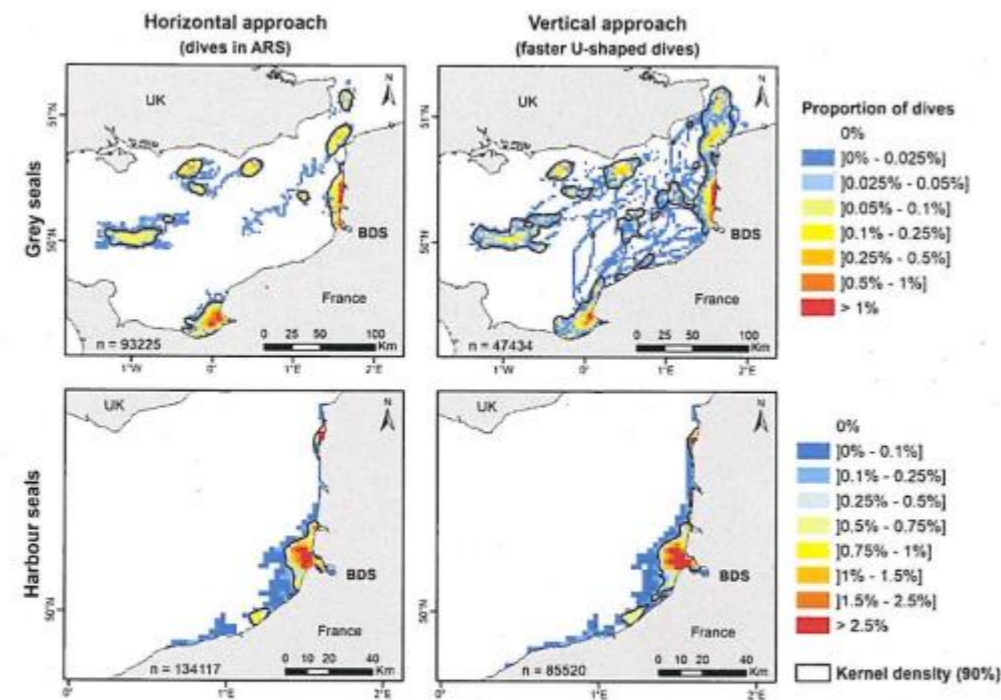 Horizontal approach
(dives in ARS)
Vertical approach
(faster U-shaped dives)
Grey seals
UK
N
51°N
50°N
BDS
France
0 25 50 100
Km
n = 93225
1°W 0° 1°E 2°E
UK
N
51°N
50°N
BDS
France
0 25 50 100
Km
n = 47434
1°W 0° 1°E 2°E
Proportion of dives
0%
]0% - 0.025%]
]0.025% - 0.05%]
]0.05% - 0.1%]
]0.1% - 0.25%]
]0.25% - 0.5%]
]0.5% - 1%]
> 1%
Harbour seals
UK
N
50°N
BDS
France
0 10 20 40
Km
n = 134117
0° 1°E 2°E
UK
N
50°N
BDS
France
0 10 20 40
Km
n = 85520
0° 1°E 2°E
0%
]0% - 0.1%]
]0.1% - 0.25%]
]0.25% - 0.5%]
]0.5% - 0.75%]
]0.75% - 1%]
]1% - 1.5%]
]1.5% - 2.5%]
> 2.5%
Kernel density (90%)